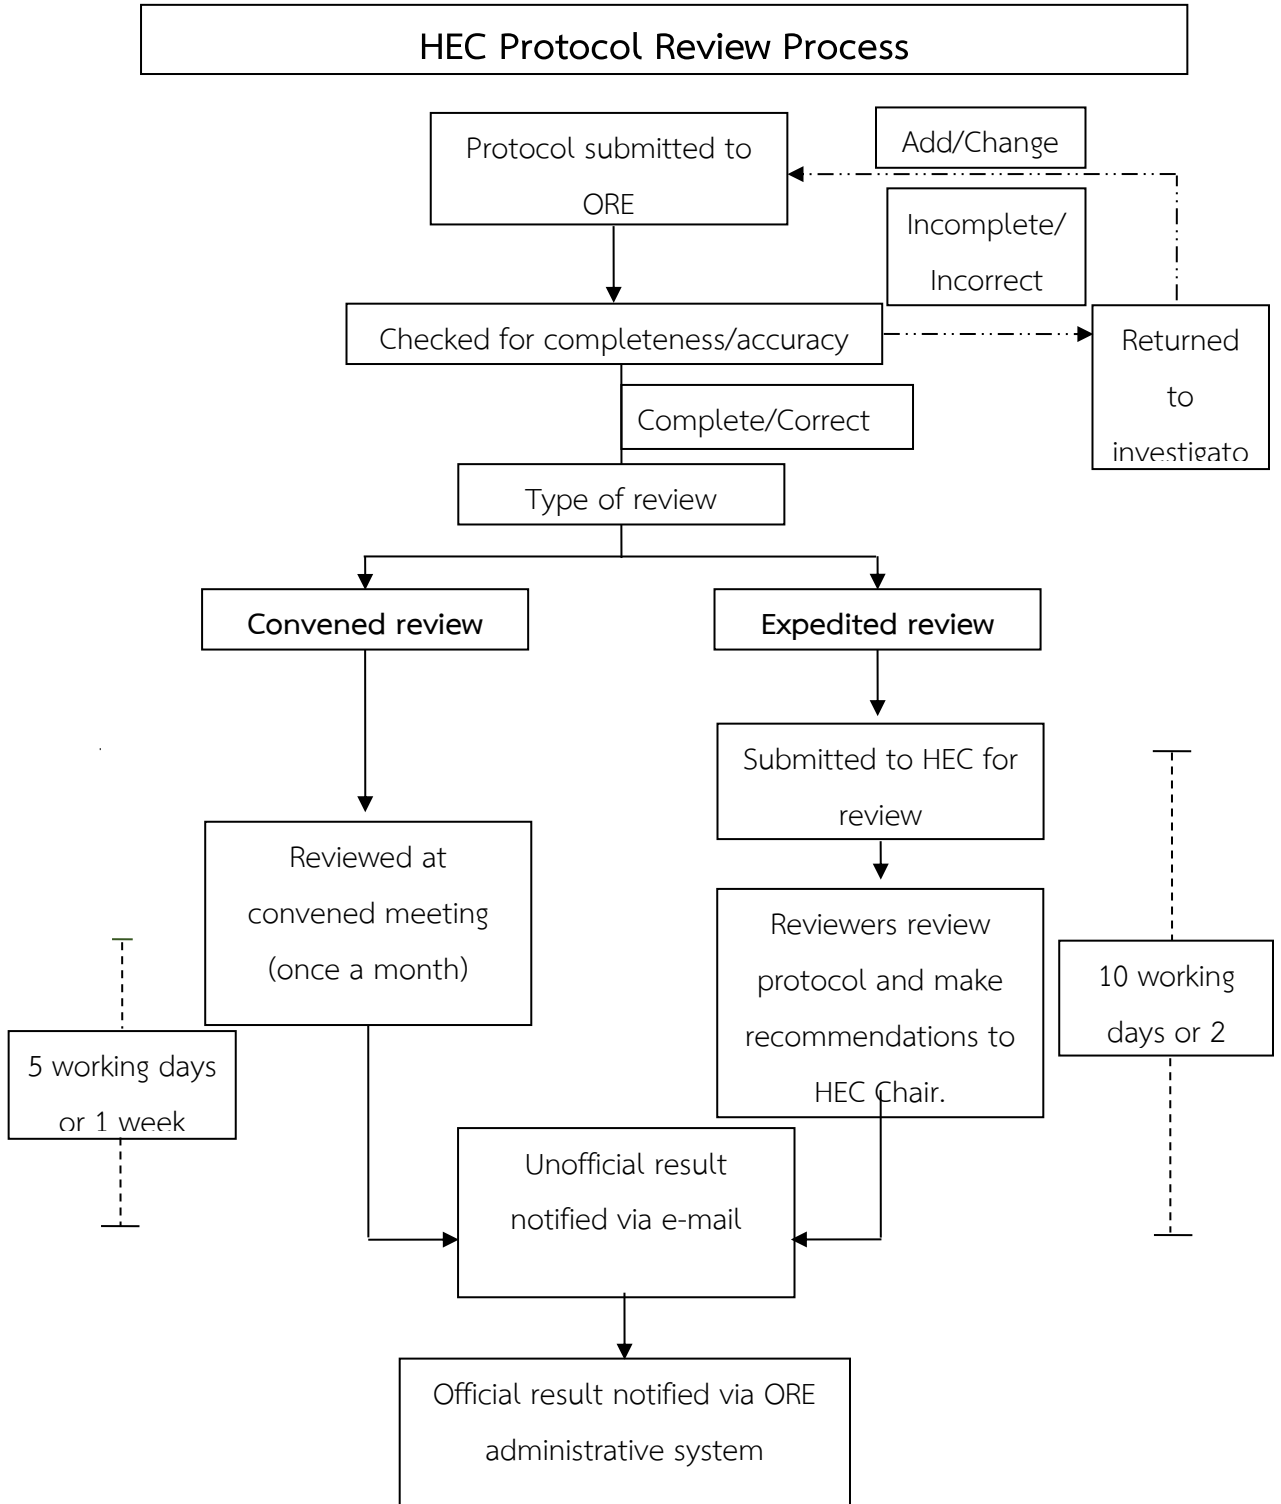 HEC Protocol Review Process
Protocol submitted to
ORE
Add/Change
Incomplete/
Incorrect
Checked for completeness/accuracy
Returned
to
investigato
Complete/Correct
Type of review
Convened review
Expedited review
Submitted to HEC for
review
Reviewed at
convened meeting
(once a month)
Reviewers review
protocol and make
recommendations to
HEC Chair.
10 working
days or 2
5 working days
or 1 week
Unofficial result
notified via e-mail
Official result notified via ORE
administrative system